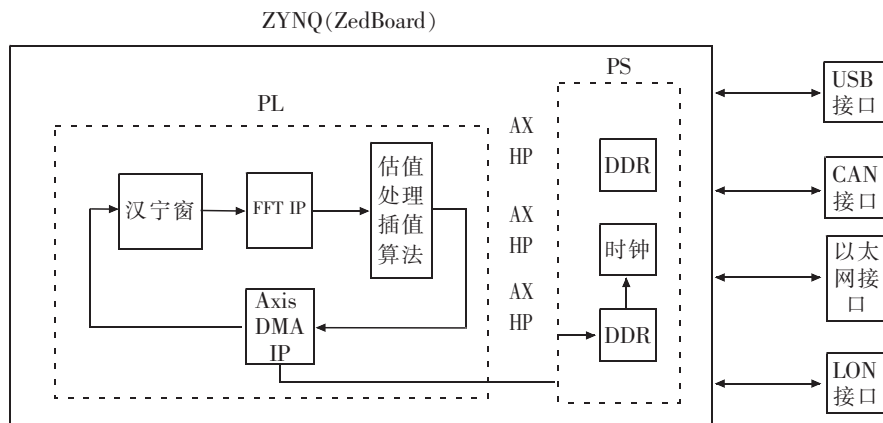 ZYNQ(ZedBoard)
PL
PS
汉宁窗
FFT IP
估值
处理
插值
算法
Axis
DMA
IP
AX
HP
AX
HP
AX
HP
DDR
时钟
DDR
USB
接口
CAN
接口
以太
网接
口
LON
接口